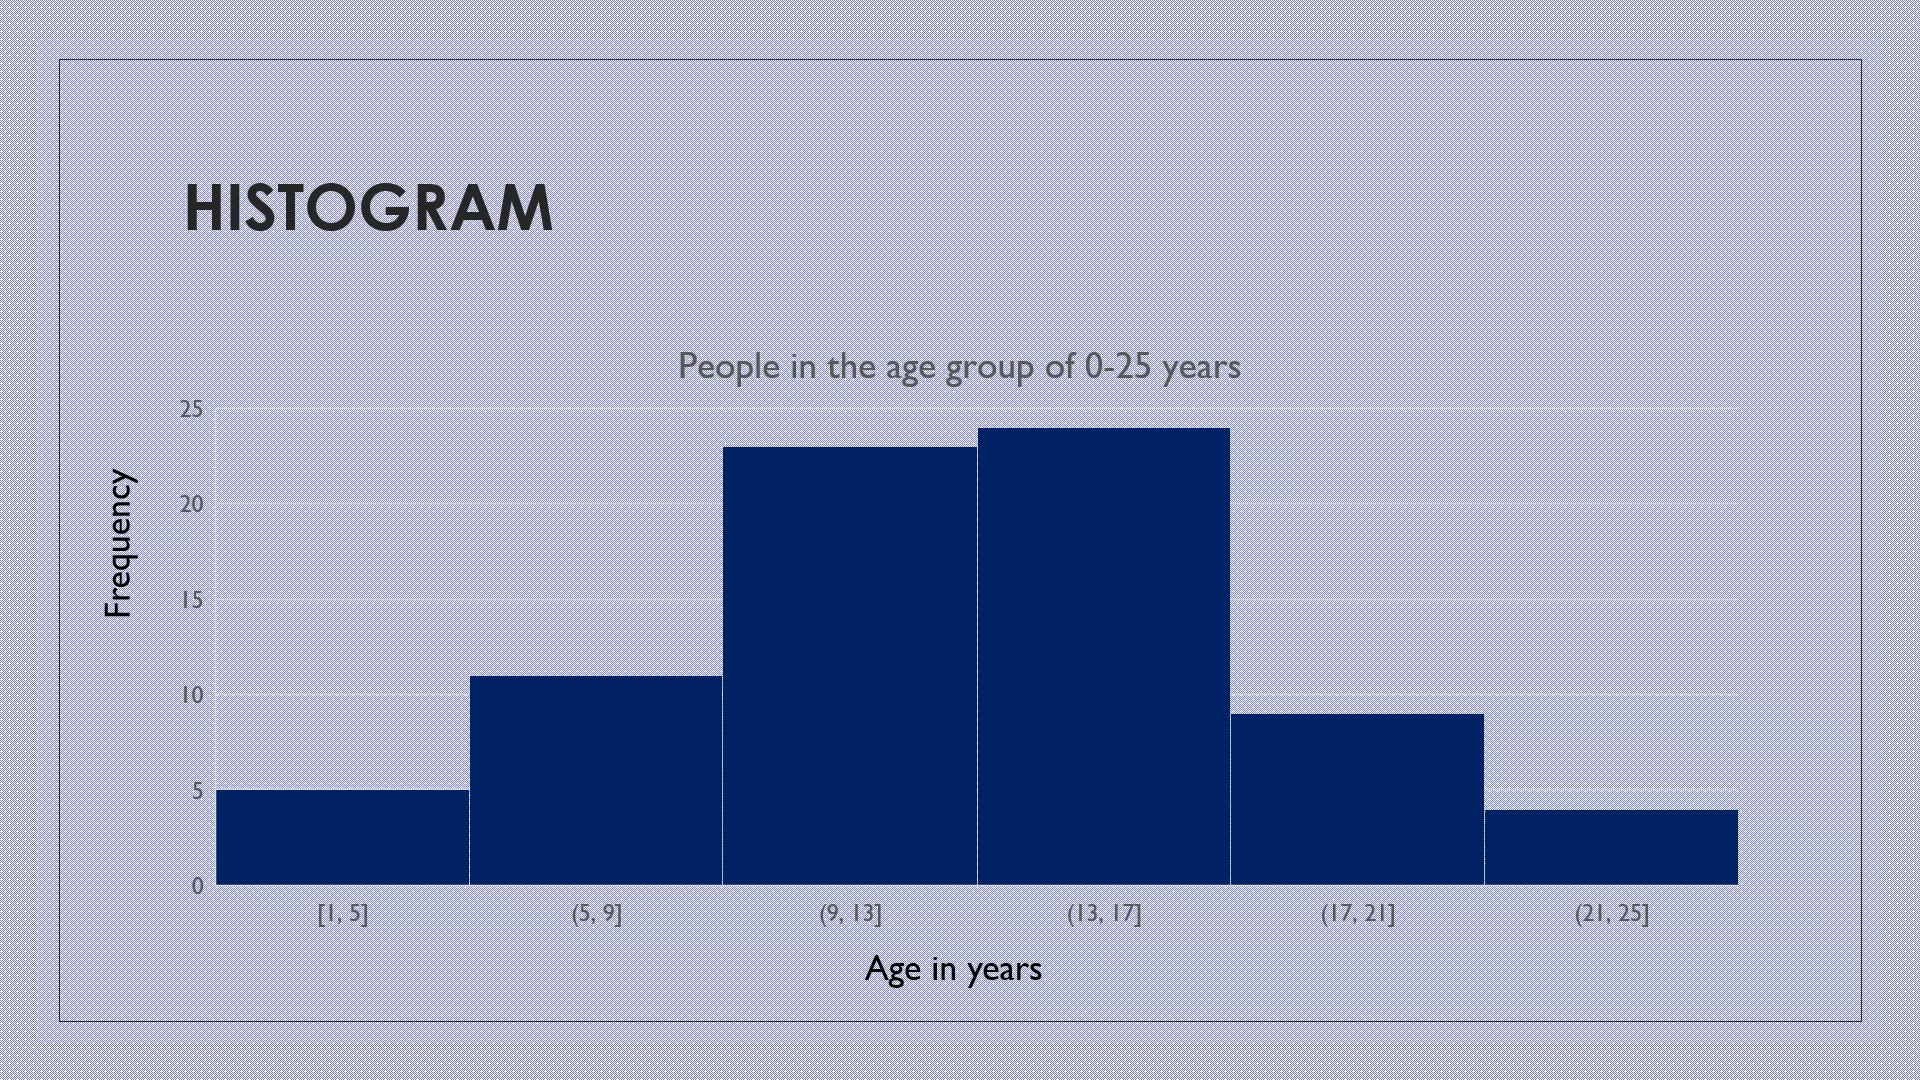 HISTOGRAM
People in the age group of 0-25 years
Frequency
25
20
15
10
5
0
[1, 5] (5, 9] (9, 13] (13, 17] (17, 21] (21, 25]
Age in years